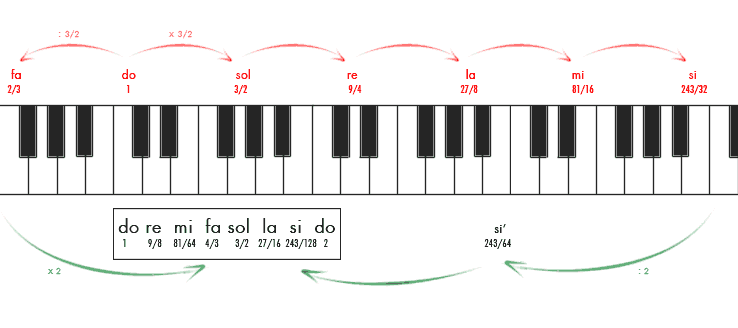 : 3/2 x 3/2
fa do sol re la mi si
2/3 1 3/2 9/4 27/8 81/16 243/32
do re mi fa sol la si do
1 9/8 81/64 4/3 3/2 27/16 243/128 2
si’
243/64
x 2 : 2